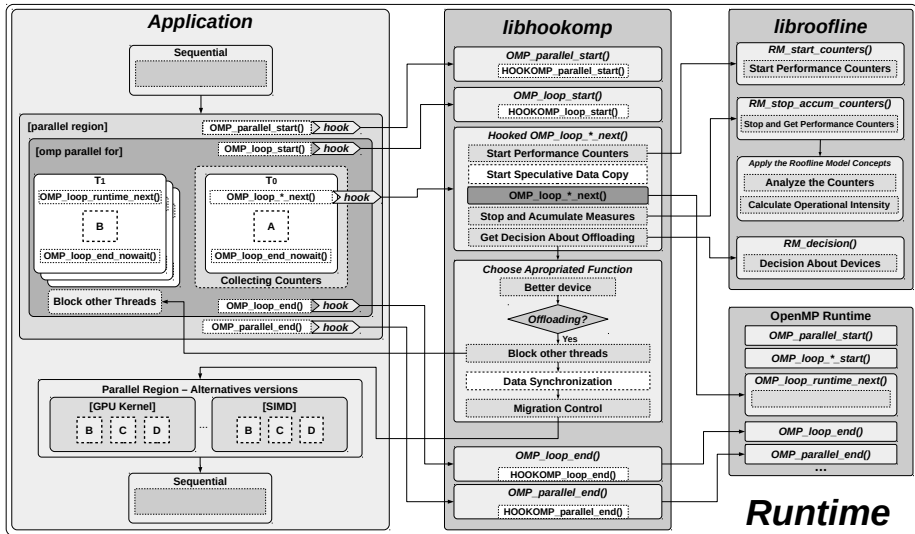 Application
Sequential
[parallel region]
OMP_parallel_start()
hook
[omp parallel for]
OMP_loop_start()
hook
T1
OMP_loop_runtime_next()
B
OMP_loop_end_nowait()
T0
OMP_loop_*_next()
hook
A
OMP_loop_end_nowait()
Collecting Counters
Block other Threads
OMP_loop_end()
hook
OMP_parallel_end()
hook
Parallel Region – Alternatives versions
[GPU Kernel]
B C D
...
[SIMD]
B C D
Sequential
libhookomp
OMP_parallel_start()
HOOKOMP_parallel_start()
OMP_loop_start()
HOOKOMP_loop_start()
Hooked OMP_loop_*_next()
Start Performance Counters
Start Speculative Data Copy
OMP_loop_*_next()
Stop and Acumulate Measures
Get Decision About Offloading
Choose Apropriated Function
Better device
Offloading?
Yes
Block other threads
Data Synchronization
Migration Control
OMP_loop_end()
HOOKOMP_loop_end()
OMP_parallel_end()
HOOKOMP_parallel_end()
libroofline
RM_start_counters()
Start Performance Counters
RM_stop_accum_counters()
Stop and Get Performance Counters
Apply the Roofline Model Concepts
Analyze the Counters
Calculate Operational Intensity
RM_decision()
Decision About Devices
OpenMP Runtime
OMP_parallel_start()
OMP_loop_*_start()
OMP_loop_runtime_next()
OMP_loop_end()
OMP_parallel_end()
...
Runtime